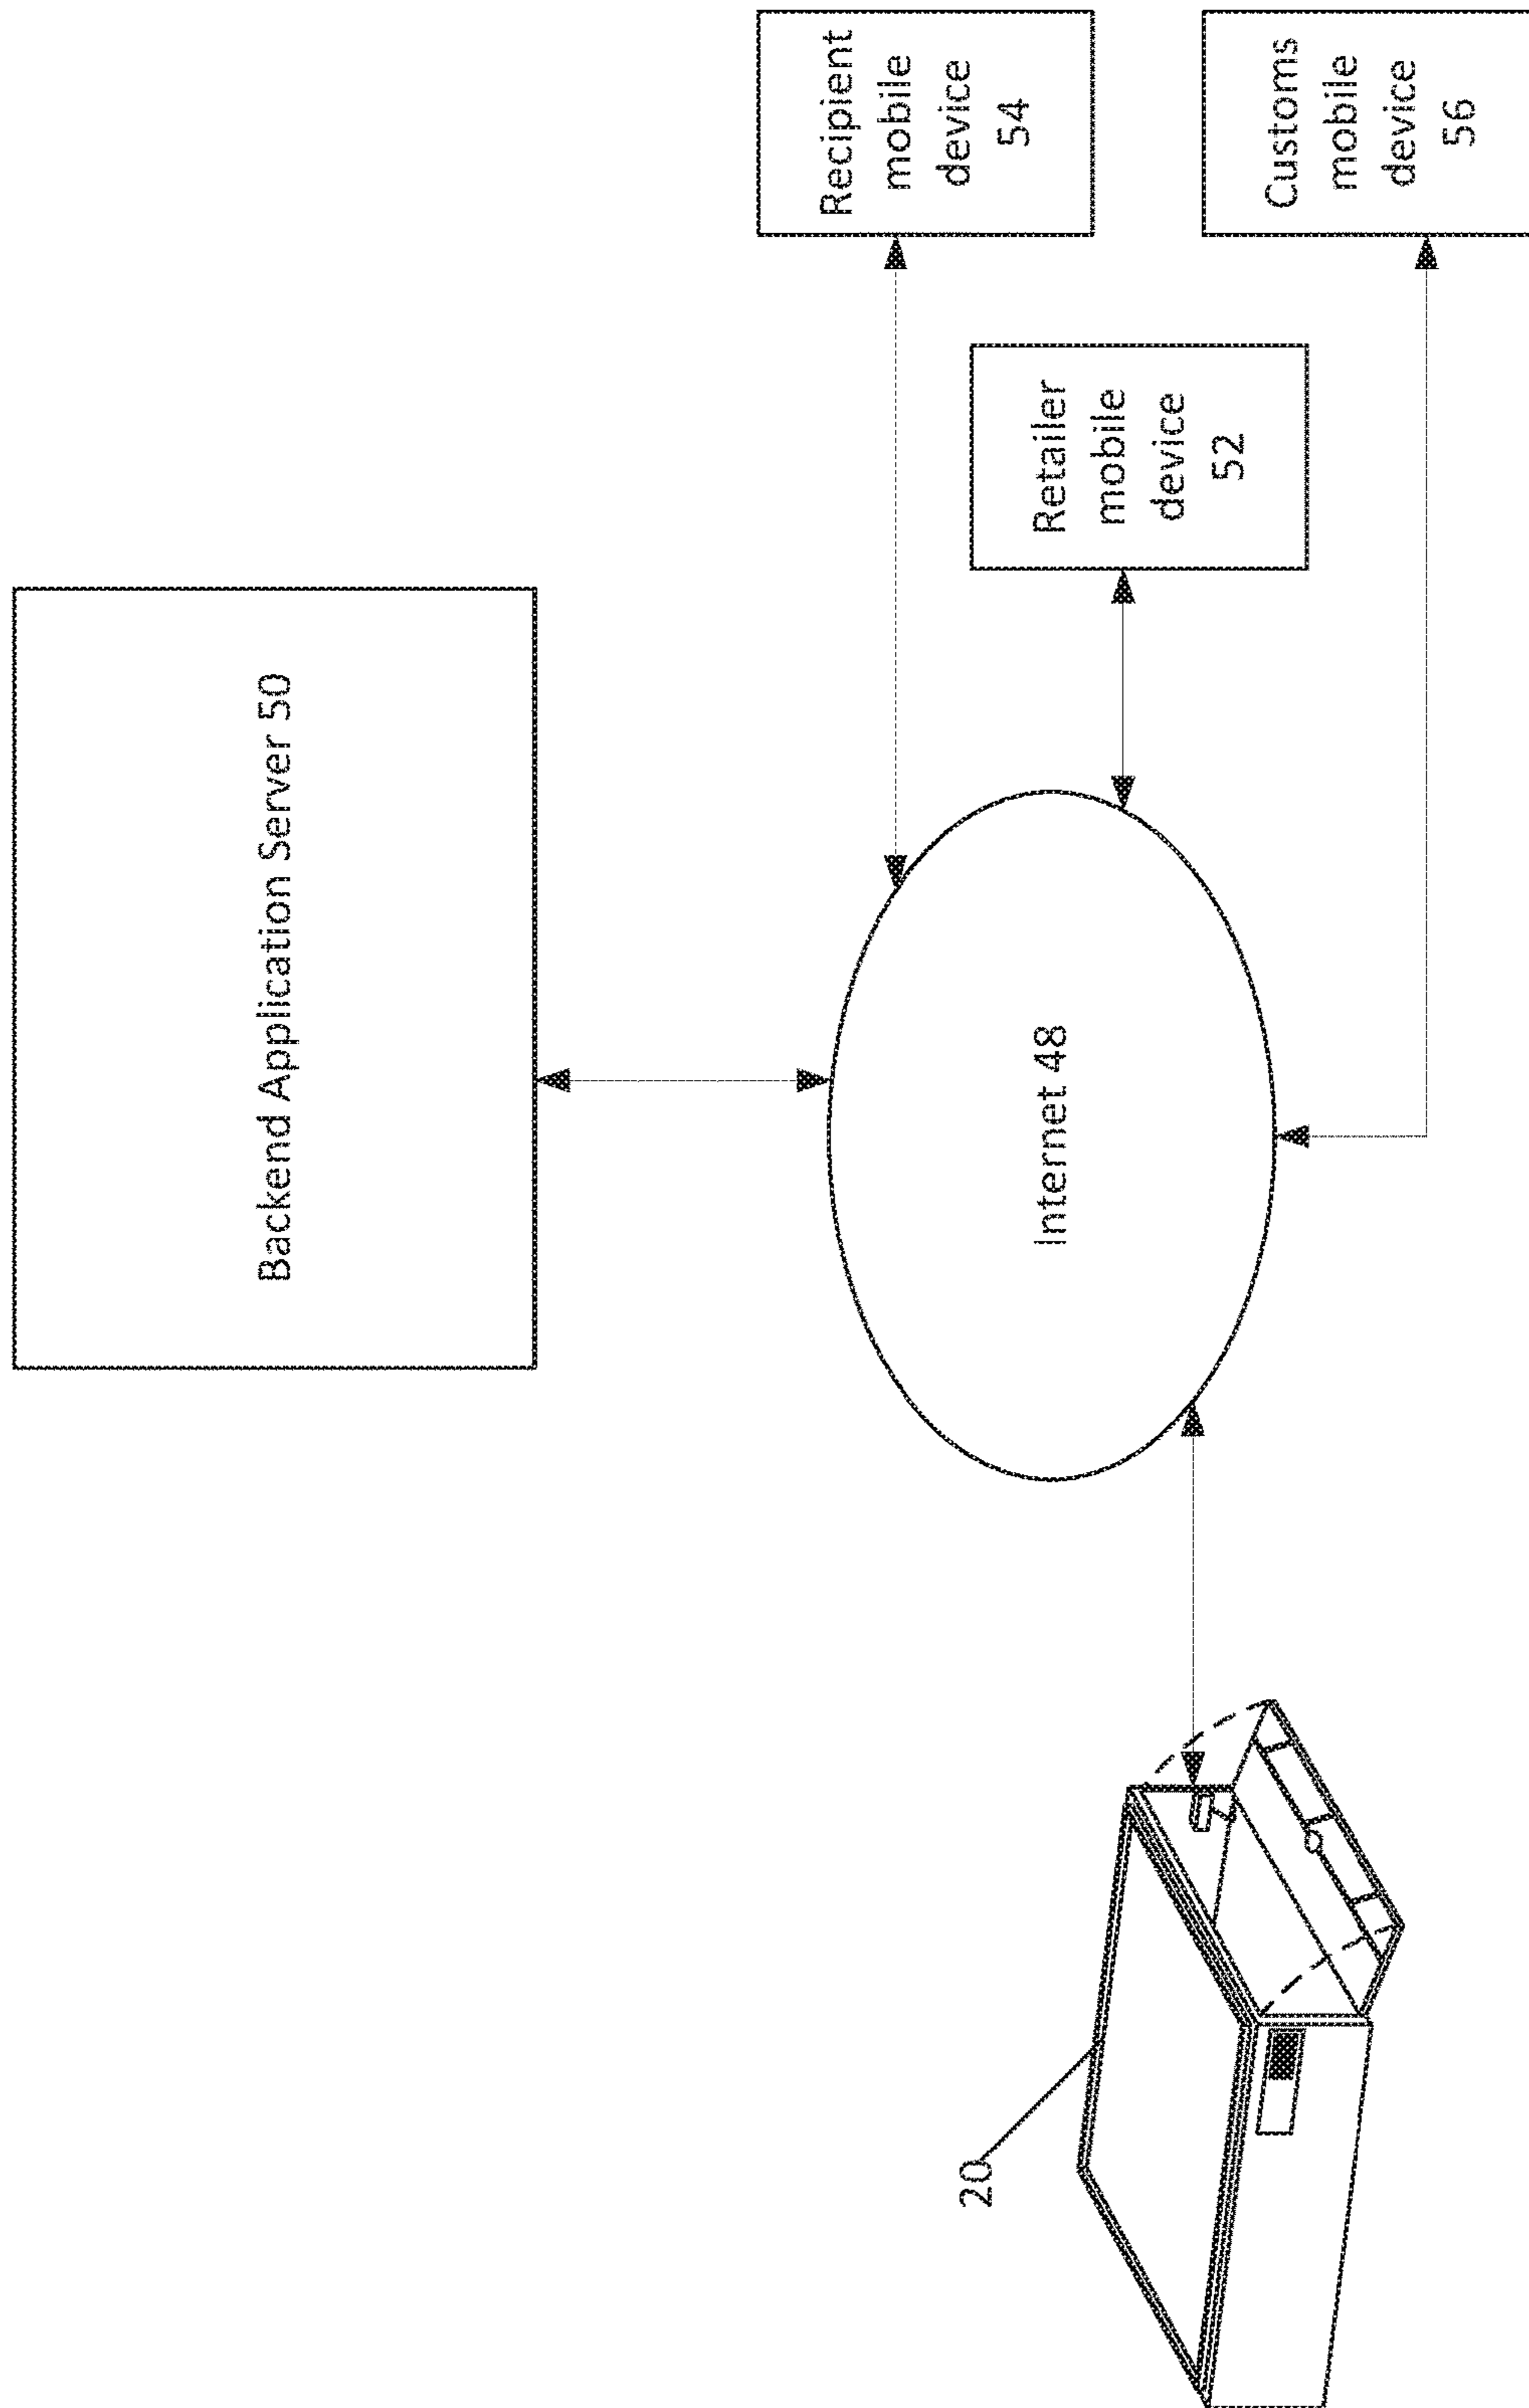 Backend Application Server 50
Recipient
mobile
device
54
Retailer
mobile
device
52
Customs
mobile
device
56
Internet 48
20